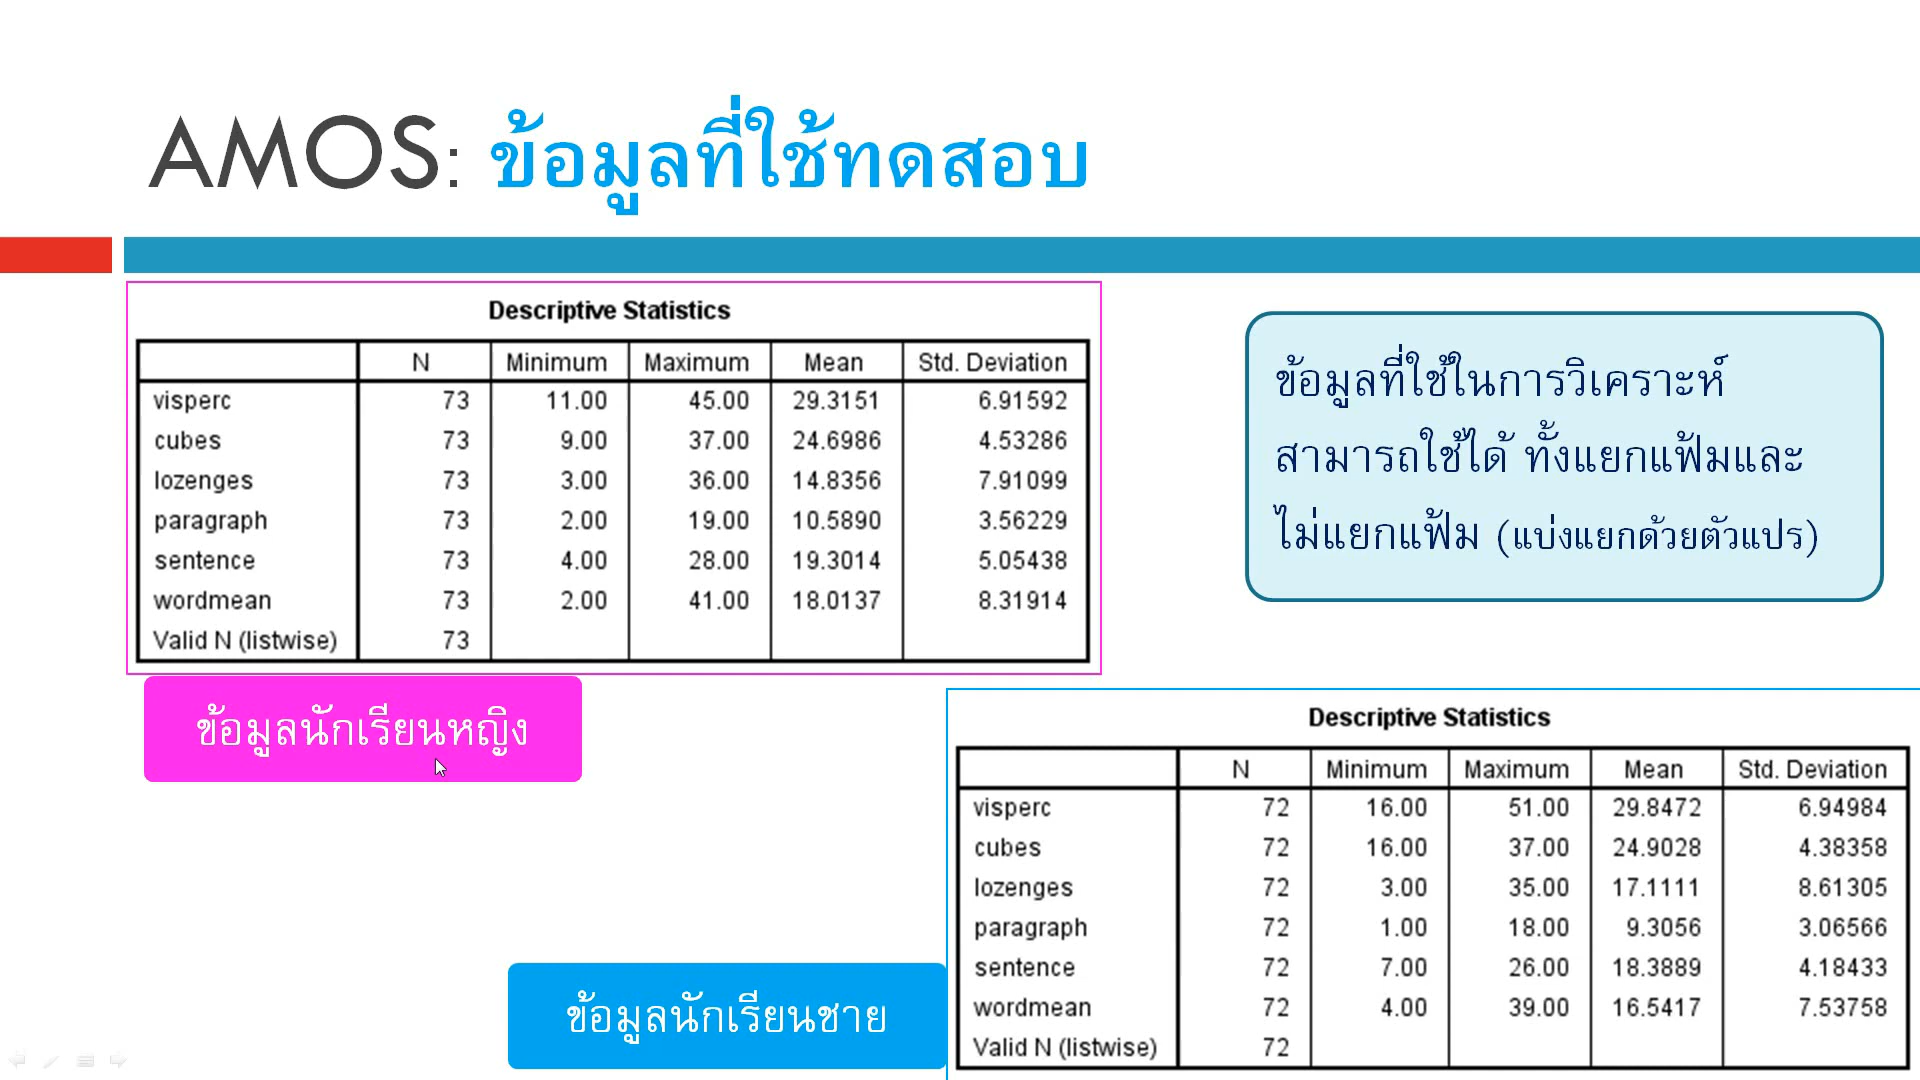 AMOS: ข้อมูลที่ใช้ทดสอบ
Descriptive Statistics
N Minimum Maximum Mean Std. Deviation
visperc 73 11.00 45.00 29.3151 6.91592
cubes 73 9.00 37.00 24.6986 4.53286
lozenges 73 3.00 36.00 14.8356 7.91099
paragraph 73 2.00 19.00 10.5890 3.56229
sentence 73 4.00 28.00 19.3014 5.05438
wordmean 73 2.00 41.00 18.0137 8.31914
Valid N (listwise) 73
ข้อมูลที่ใช้ในการวิเคราะห์
สามารถใช้ได้ ทั้งแยกแฟ้มและ
ไม่แยกแฟ้ม (แบ่งแยกด้วยตัวแปร)
ข้อมูลนักเรียนหญิง
Descriptive Statistics
N Minimum Maximum Mean Std. Deviation
visperc 72 16.00 51.00 29.8472 6.94984
cubes 72 16.00 37.00 24.9028 4.38358
lozenges 72 3.00 35.00 17.1111 8.61305
paragraph 72 1.00 18.00 9.3056 3.06566
sentence 72 7.00 26.00 18.3889 4.18433
wordmean 72 4.00 39.00 16.5417 7.53758
Valid N (listwise) 72
ข้อมูลนักเรียนชาย